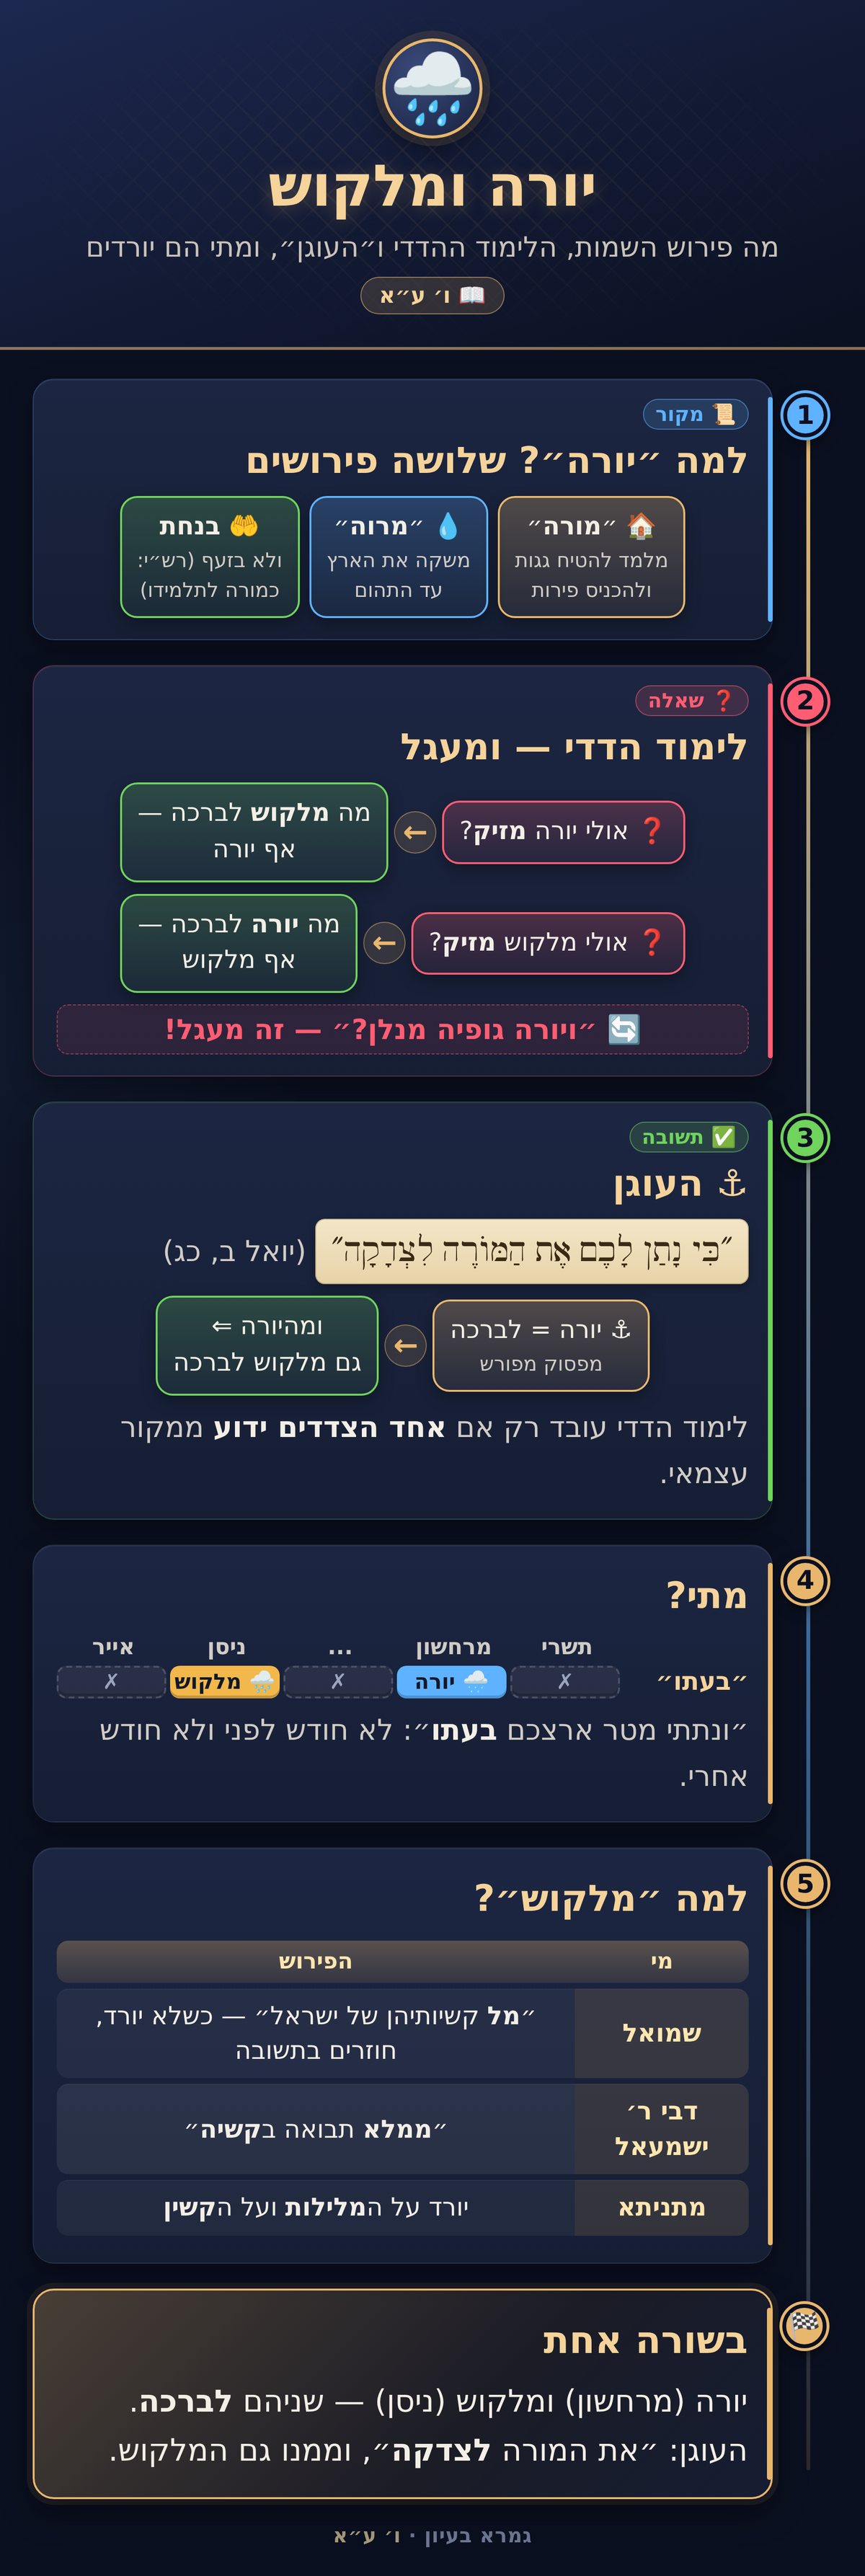 יורה ומלקוש
מה פירוש השמות, הלימוד ההדדי ו״העוגן״, ומתי הם יורדים
📖 ו׳ ע״א
1
📜 מקור
למה ״יורה״? שלושה פירושים
🏠 ״מורה״
מלמד להטיח גגות
ולהכניס פירות
💧 ״מרווה״
משקה את הארץ
עד התהום
🤲 בנחת
ולא בזעף (רש״י:
כמורה לתלמידו)
2
❓ שאלה
לימוד הדדי — ומעגל
❓ אולי יורה מזיק?
←
מה מלקוש לברכה —
אף יורה
❓ אולי מלקוש מזיק?
←
מה יורה לברכה —
אף מלקוש
🔄 ״ויורה גופיה מנלן?״ — זה מעגל!
3
✅ תשובה
⚓ העוגן
״כִּי נָתַן לָכֶם אֶת הַמּוֹרֶה לִצְדָקָה״ (יואל ב, כג)
⚓ יורה = לברכה
מפסוק מפורש
←
ומהיורה ⇐
גם מלקוש לברכה
לימוד הדדי עובד רק אם אחד הצדדים ידוע ממקור
עצמאי.
4
מתי?
תשרי מרחשון ... ניסן אייר
״בעתו״ ✗ 🌧️ יורה ✗ 🌧️ מלקוש ✗
״ונתתי מטר ארצכם בעתו״: לא חודש לפני ולא חודש
אחרי.
5
למה ״מלקוש״?
מי הפירוש
שמואל
״מל קשיותיהן של ישראל״ — כשלא יורד,
חוזרים בתשובה
דבי ר׳
ישמעאל
״ממלא תבואה בקשיה״
מתניתא
יורד על המלילות ועל הקשין
🏁
בשורה אחת
יורה (מרחשון) ומלקוש (ניסן) — שניהם לברכה.
העוגן: ״את המורה לצדקה״, וממנו גם המלקוש.
גמרא בעיון · ו׳ ע״א